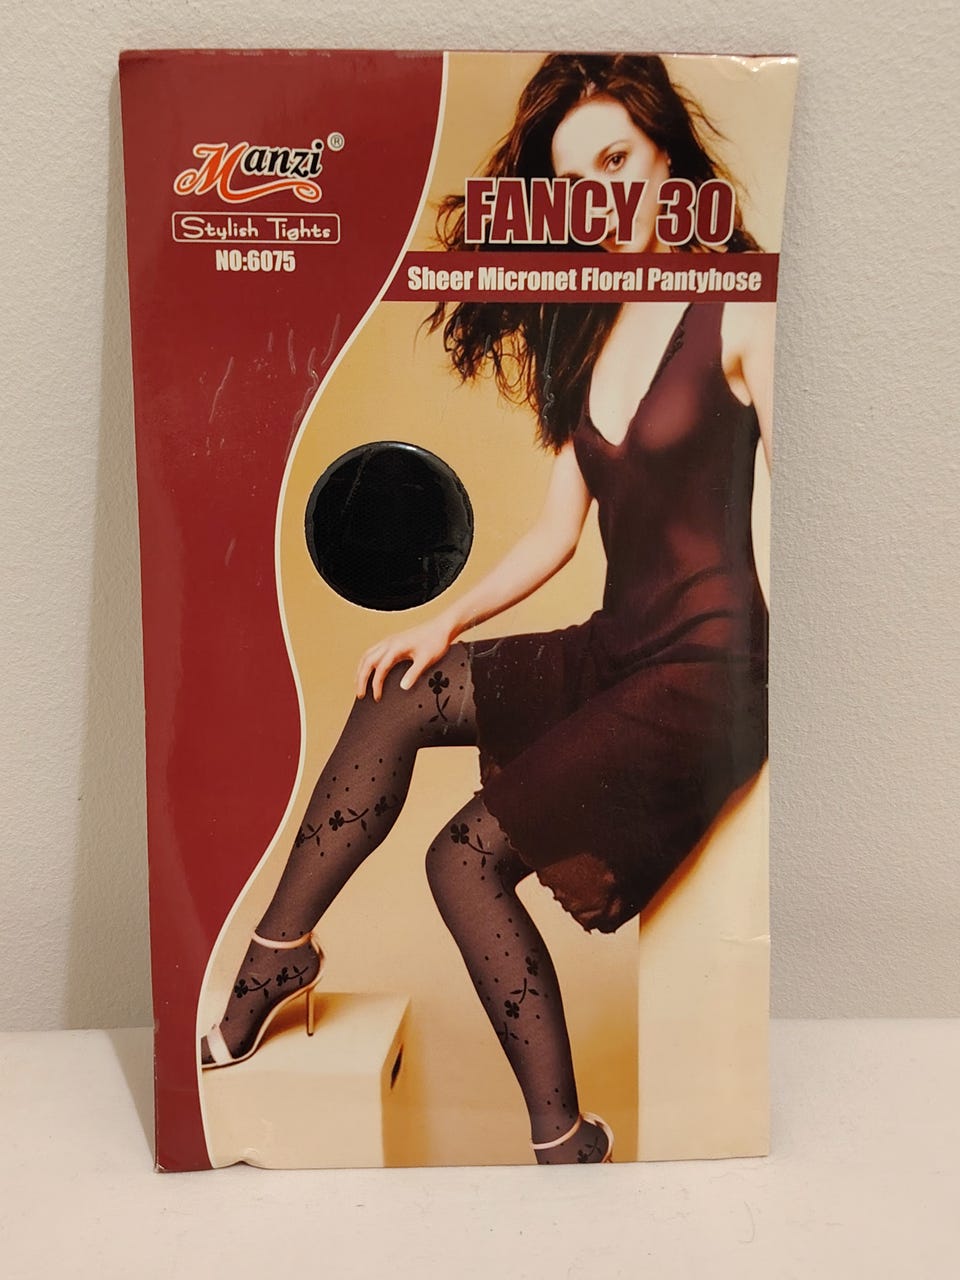 Manzi®
Stylish Tights
NO:6075
FANCY 30
Sheer Micronet Floral Pantyhose